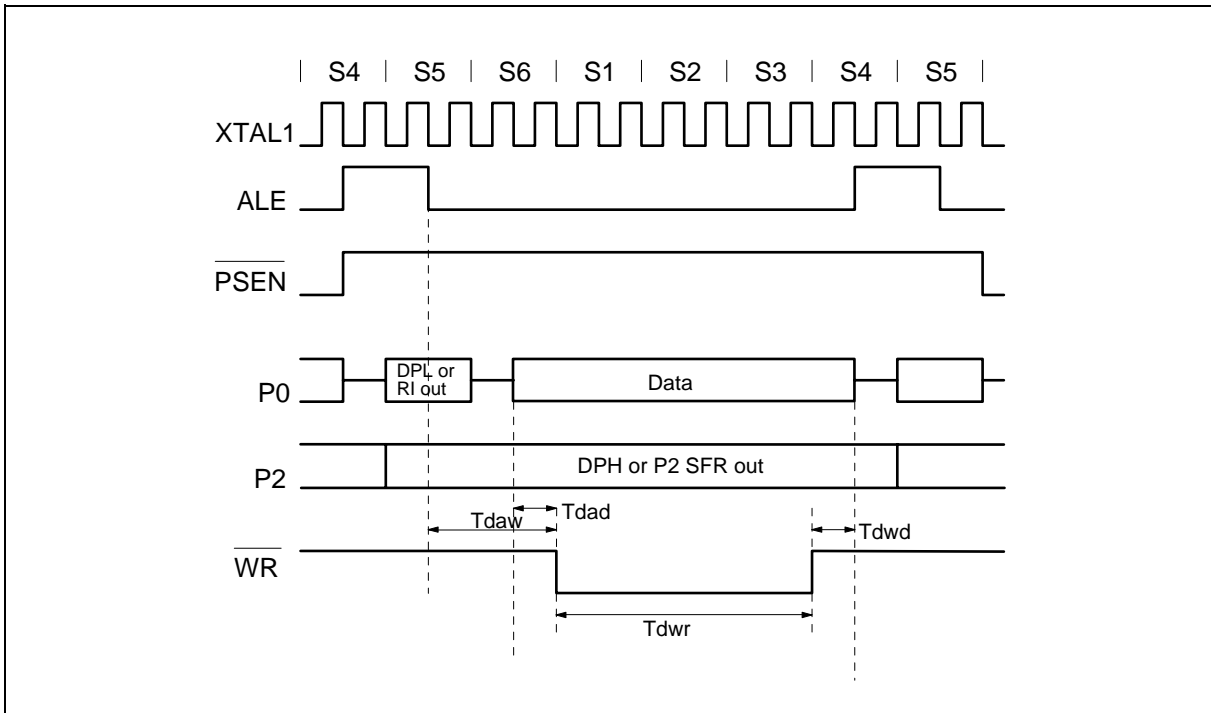 S4 S5 S6 S1 S2 S3 S4 S5
XTAL1
ALE
PSEN
P0
DPL or
RI out
Data
P2
DPH or P2 SFR out
Tdaw
Tdad
Tdwd
WR
Tdwr